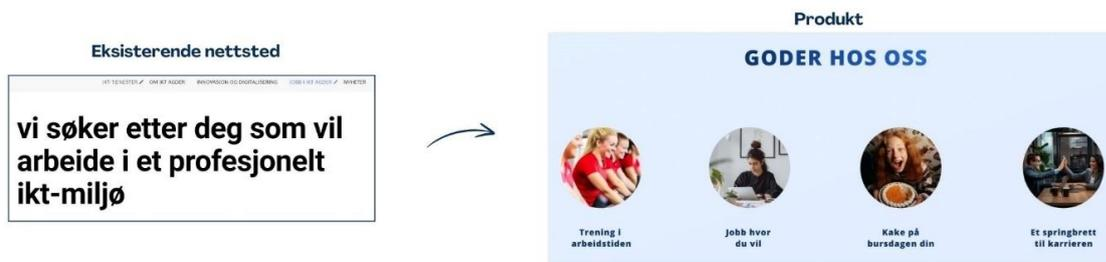 Eksisterende nettsted
IKT-TJENESTER OM IKT AGDER INNOVASJON OG DIGITALISERING JOBB I IKT AGDER NYHETER
vi søker etter deg som vil
arbeide i et profesjonelt
ikt-miljø
Produkt
GODER HOS OSS
Trening i
arbeidstiden
Jobb hvor
du vil
Kake på
bursdagen din
Et springbrett
til karrieren